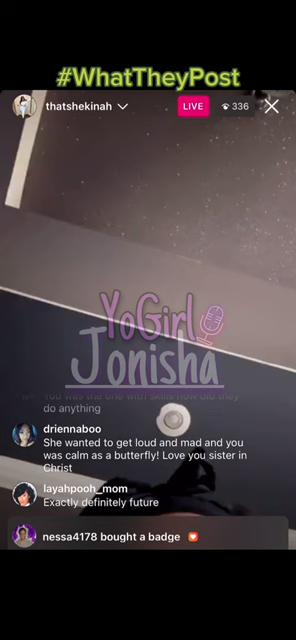 #WhatTheyPost
thatshekinah
LIVE
336
YoGirl
Jonisha
You was the one with skills how did they
do anything
driennaboo
She wanted to get loud and mad and you
was calm as a butterfly! Love you sister in
Christ
layahpooh_mom
Exactly definitely future
nessa4178 bought a badge